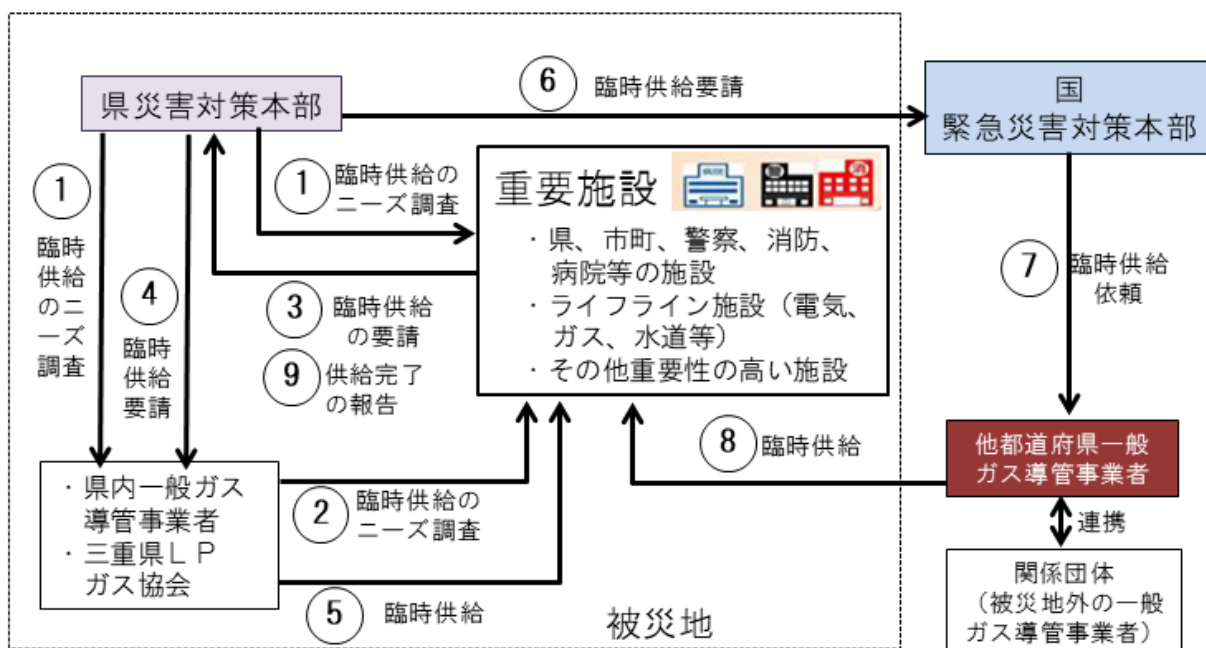 県災害対策本部
⑥
臨時供給要請
国
緊急災害対策本部
①
臨時供給の
ニーズ調査
重要施設
・県、市町、警察、消防、
病院等の施設
・ライフライン施設（電気、
ガス、水道等）
・その他重要性の高い施設
①
臨時
供給
のニ
ーズ
調査
④
臨時
供給
要請
③
臨時供給
の要請
⑨
供給完了
の報告
⑦
臨時供給
依頼
⑧
臨時供給
他都道府県一般
ガス導管事業者
・県内一般ガス
導管事業者
・三重県ＬＰ
ガス協会
②
臨時供給の
ニーズ調査
⑤
臨時供給
被災地
連携
関係団体
（被災地外の一般
ガス導管事業者）